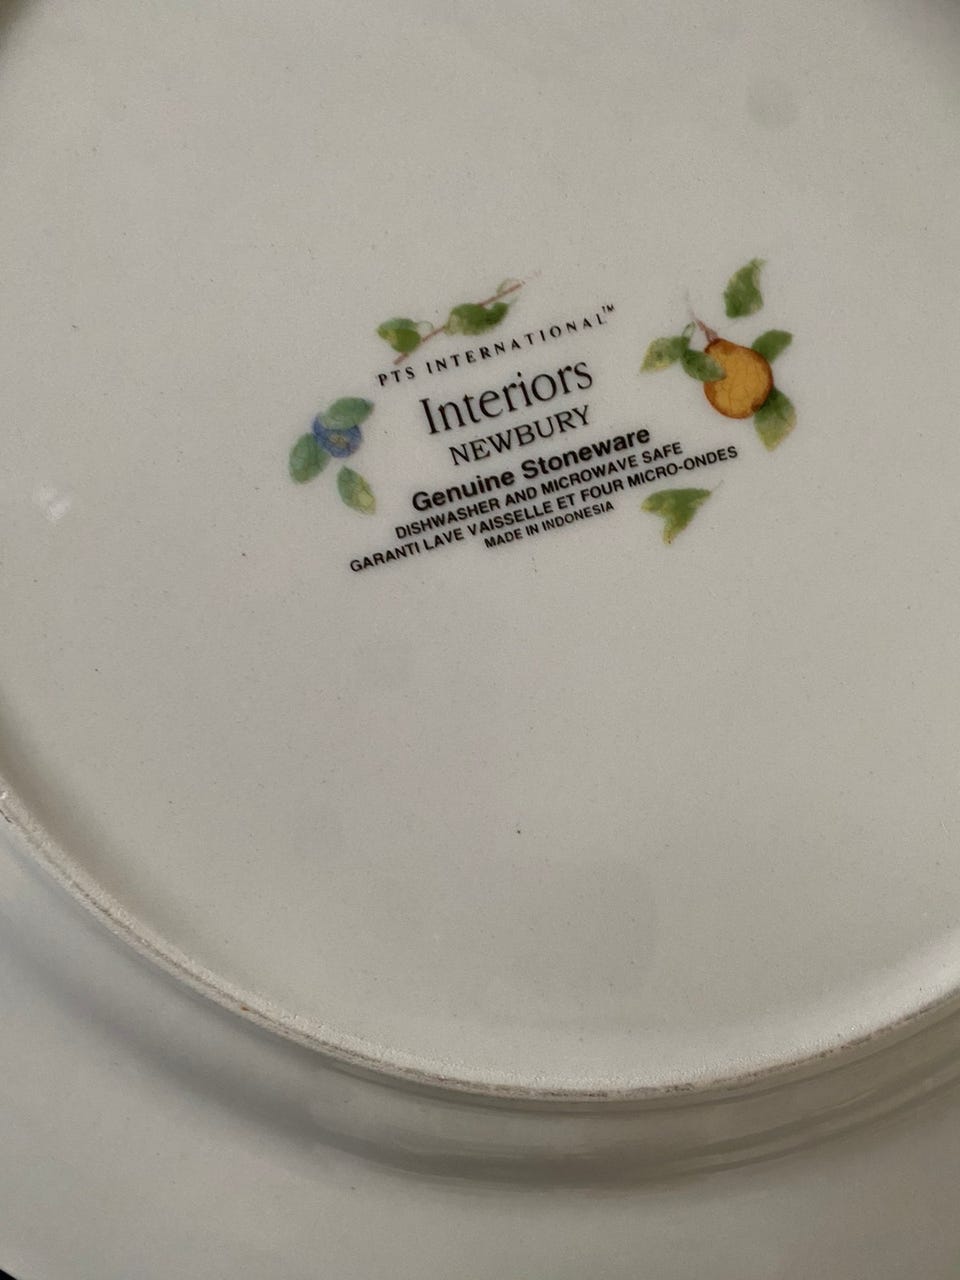 PTS INTERNATIONAL™
Interiors
NEWBURY
Genuine Stoneware
DISHWASHER AND MICROWAVE SAFE
GARANTI LAVE VAISSELLE ET FOUR MICRO-ONDES
MADE IN INDONESIA